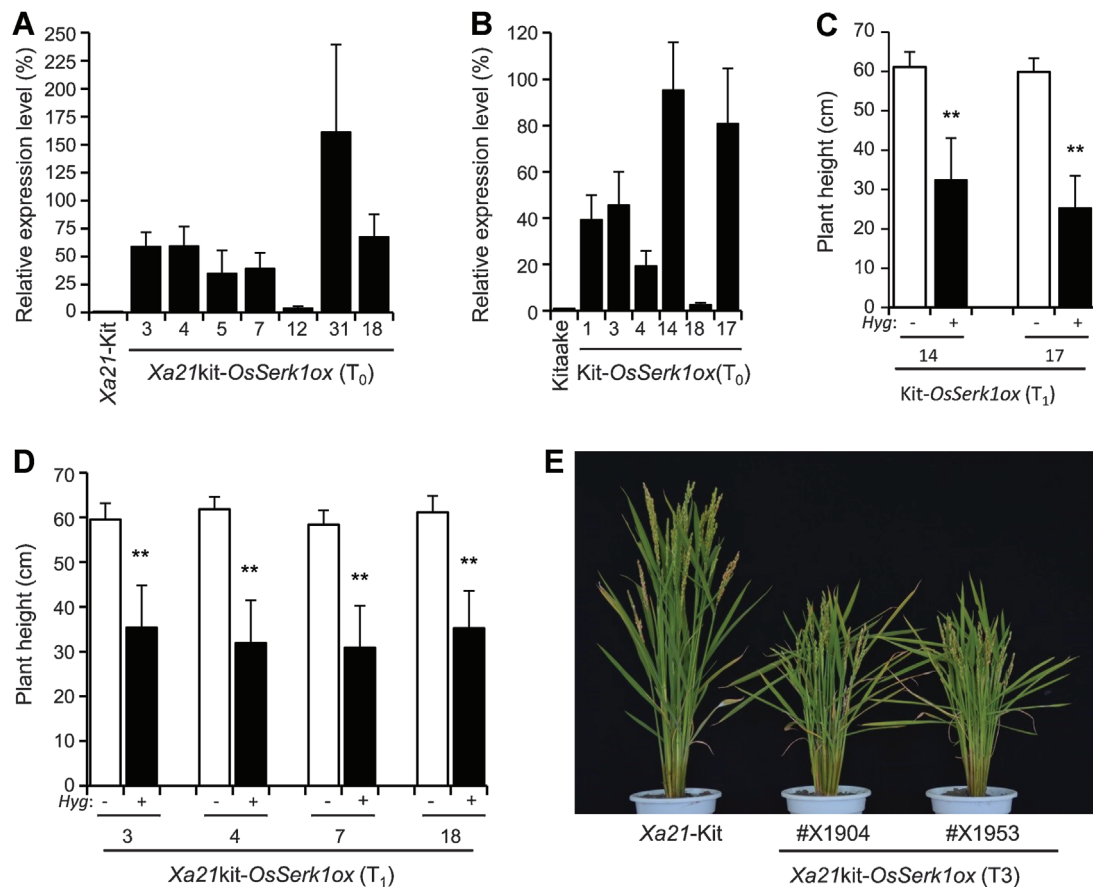 A
Relative expression level (%)
250
225
200
175
150
125
100
75
50
25
0
Xa21-Kit
3 4 5 7 12 31 18
Xa21kit-OsSerk1ox (T0)
B
Relative expression level (%)
120
100
80
60
40
20
0
Kitaake
1 3 4 14 18 17
Kit-OsSerk1ox(T0)
C
Plant height (cm)
70
60
50
40
30
20
10
0
** **
Hyg: - + - +
14 17
Kit-OsSerk1ox (T1)
D
Plant height (cm)
70
60
50
40
30
20
10
0
** ** ** **
Hyg: - + - + - + - +
3 4 7 18
Xa21kit-OsSerk1ox (T1)
E
Xa21-Kit #X1904 #X1953
Xa21kit-OsSerk1ox (T3)